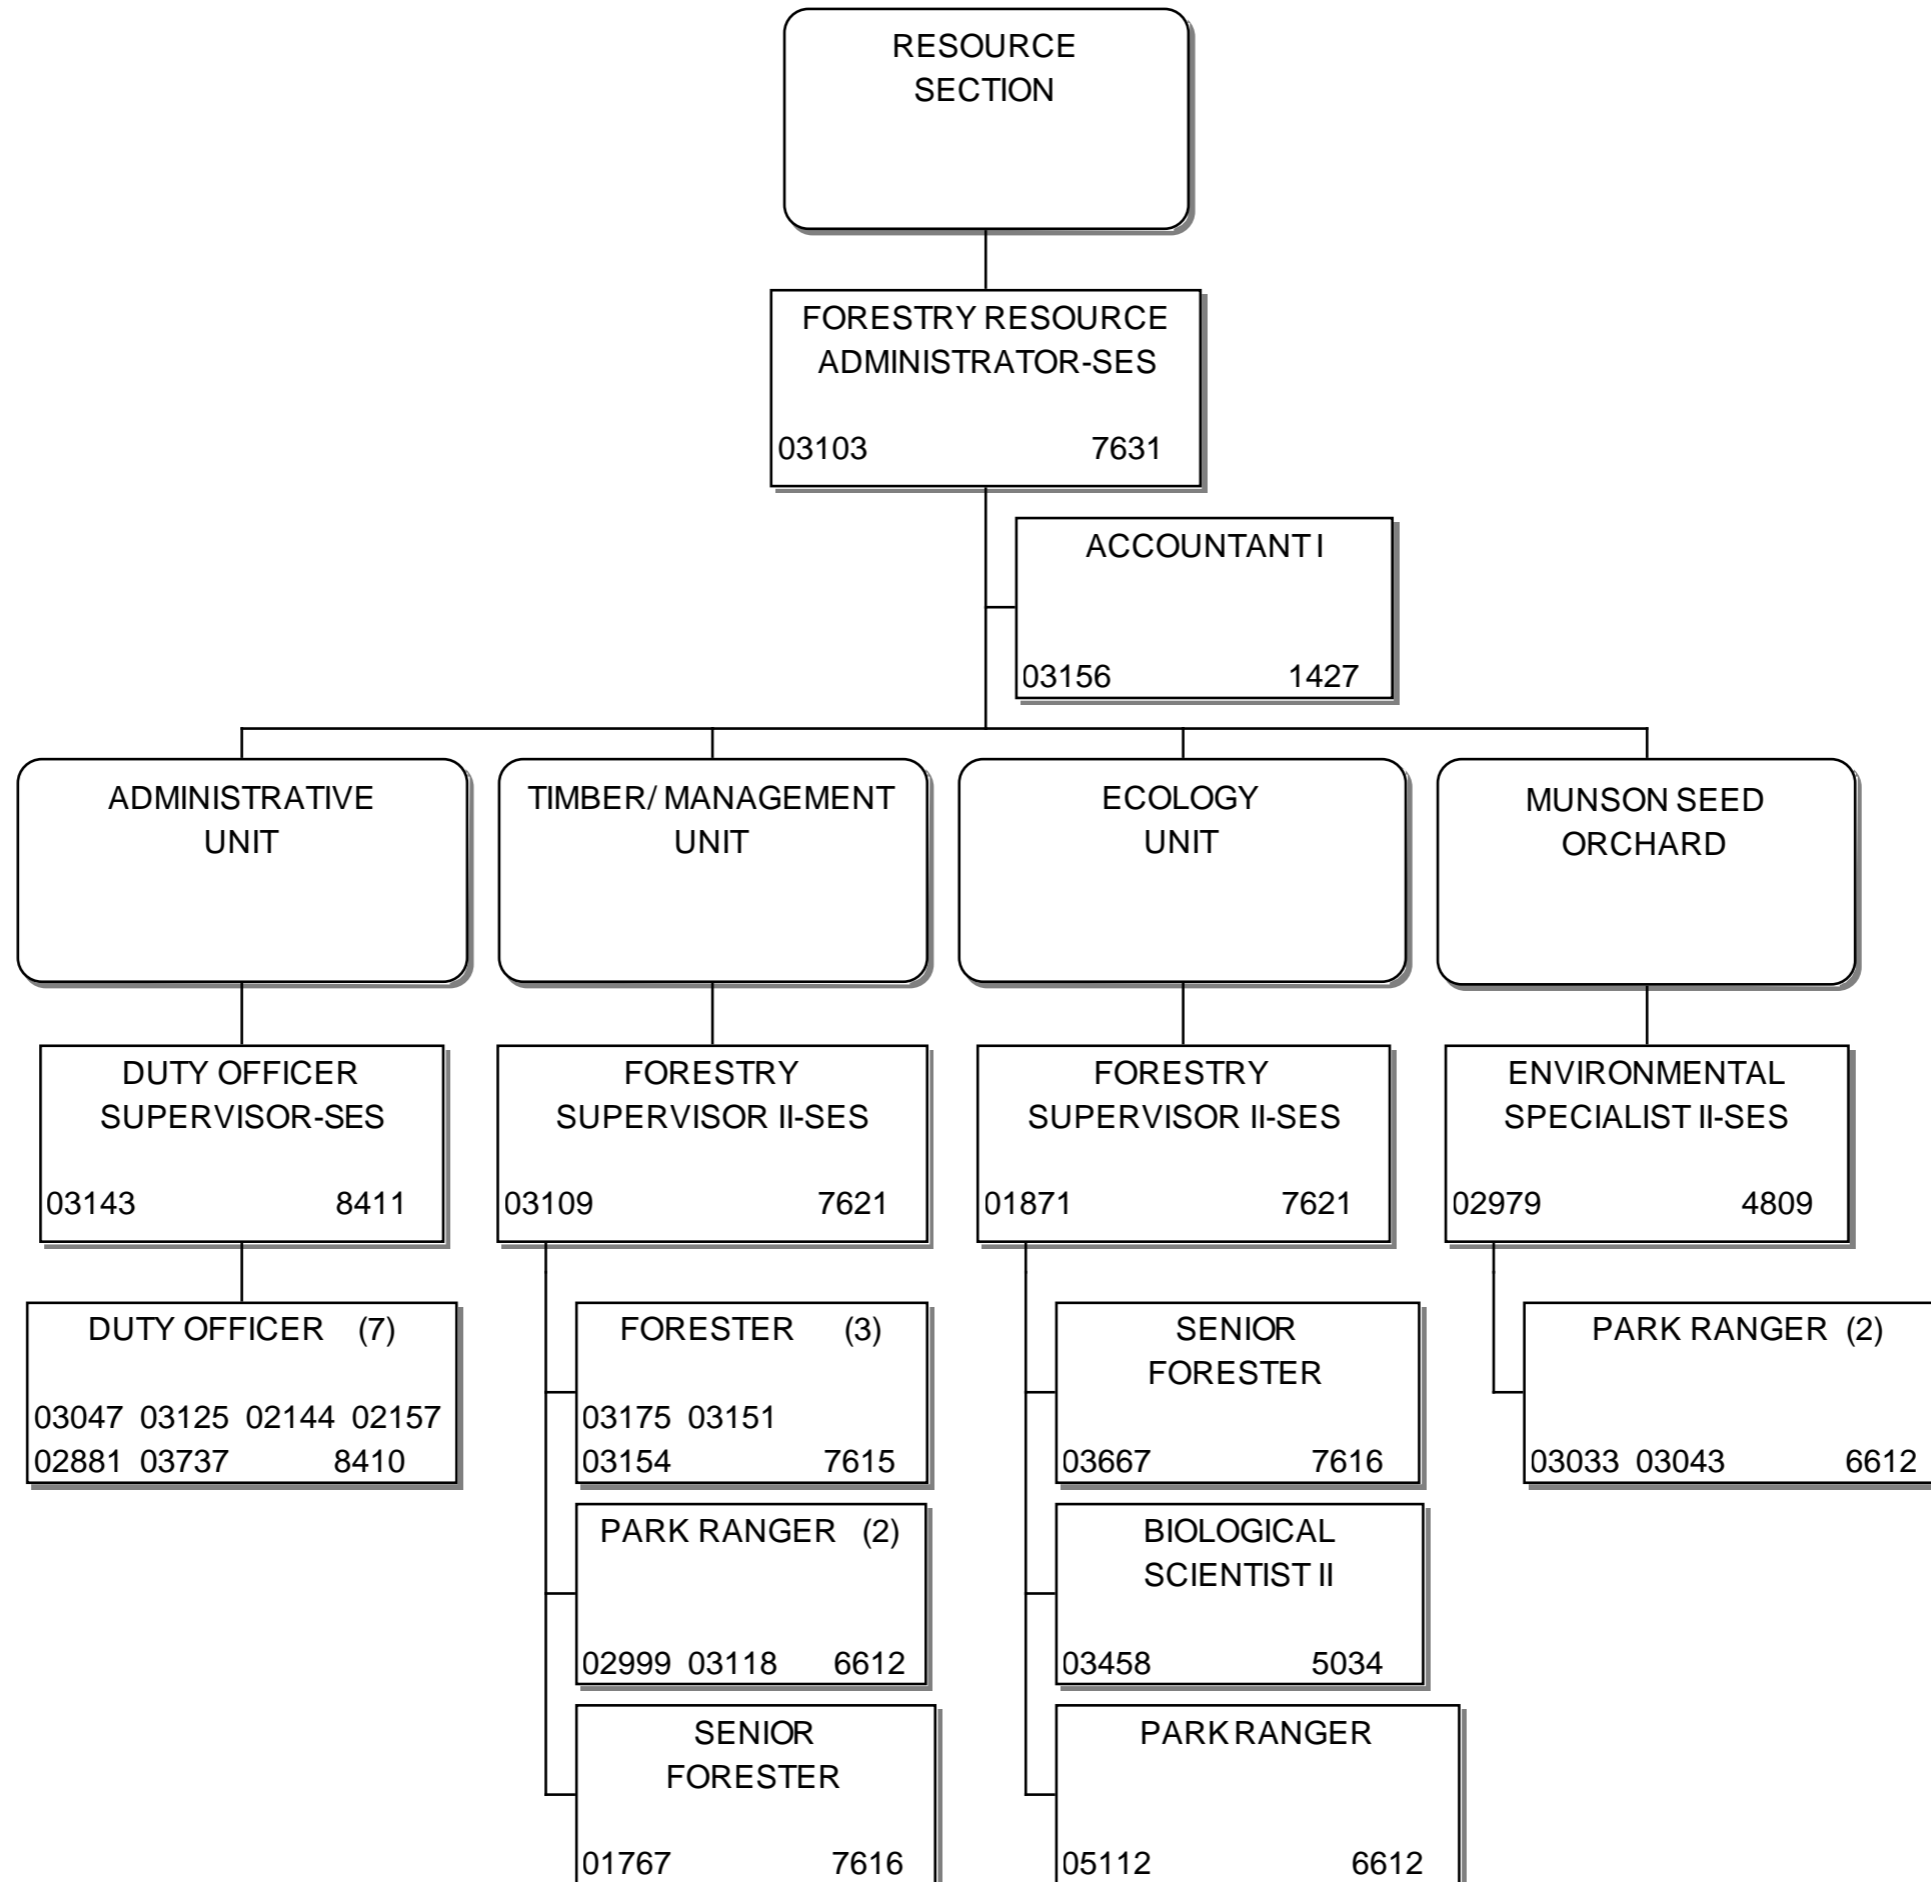 RESOURCE
SECTION
FORESTRY RESOURCE
ADMINISTRATOR-SES
03103 7631
ACCOUNTANT I
03156 1427
ADMINISTRATIVE
UNIT
TIMBER/ MANAGEMENT
UNIT
ECOLOGY
UNIT
MUNSON SEED
ORCHARD
DUTY OFFICER
SUPERVISOR-SES
03143 8411
FORESTRY
SUPERVISOR II-SES
03109 7621
FORESTRY
SUPERVISOR II-SES
01871 7621
ENVIRONMENTAL
SPECIALIST II-SES
02979 4809
DUTY OFFICER (7)
03047 03125 02144 02157
02881 03737 8410
FORESTER (3)
03175 03151
03154 7615
PARK RANGER (2)
02999 03118 6612
SENIOR
FORESTER
01767 7616
SENIOR
FORESTER
03667 7616
BIOLOGICAL
SCIENTIST II
03458 5034
PARK RANGER
05112 6612
PARK RANGER (2)
03033 03043 6612